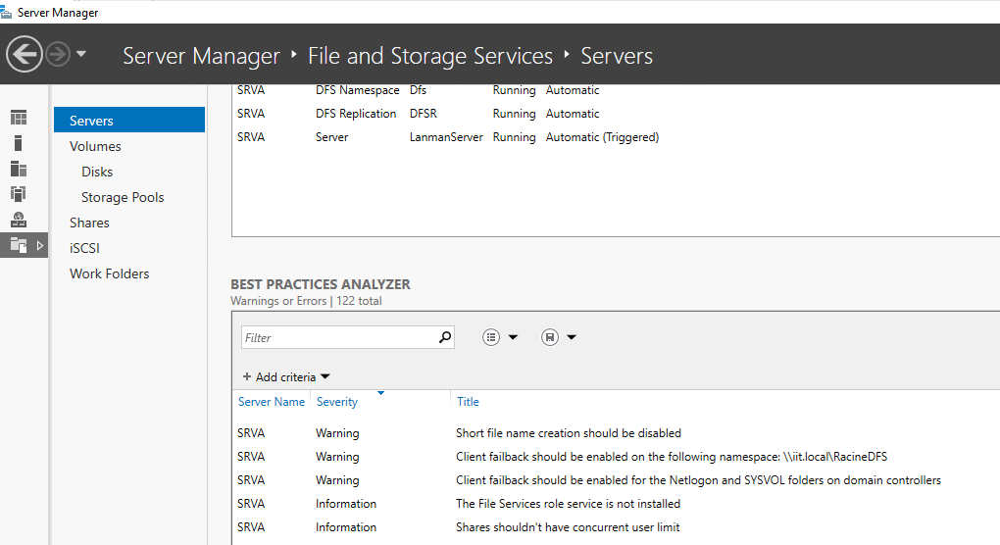 Server Manager
Server Manager ‣ File and Storage Services ‣ Servers
SRVA DFS Namespace Dfs Running Automatic
SRVA DFS Replication DFSR Running Automatic
SRVA Server LanmanServer Running Automatic (Triggered)
Servers
Volumes
Disks
Storage Pools
Shares
iSCSI
Work Folders
BEST PRACTICES ANALYZER
Warnings or Errors | 122 total
Filter
+ Add criteria
Server Name Severity Title
SRVA Warning Short file name creation should be disabled
SRVA Warning Client failback should be enabled on the following namespace: \\iit.local\RacineDFS
SRVA Warning Client failback should be enabled for the Netlogon and SYSVOL folders on domain controllers
SRVA Information The File Services role service is not installed
SRVA Information Shares shouldn't have concurrent user limit